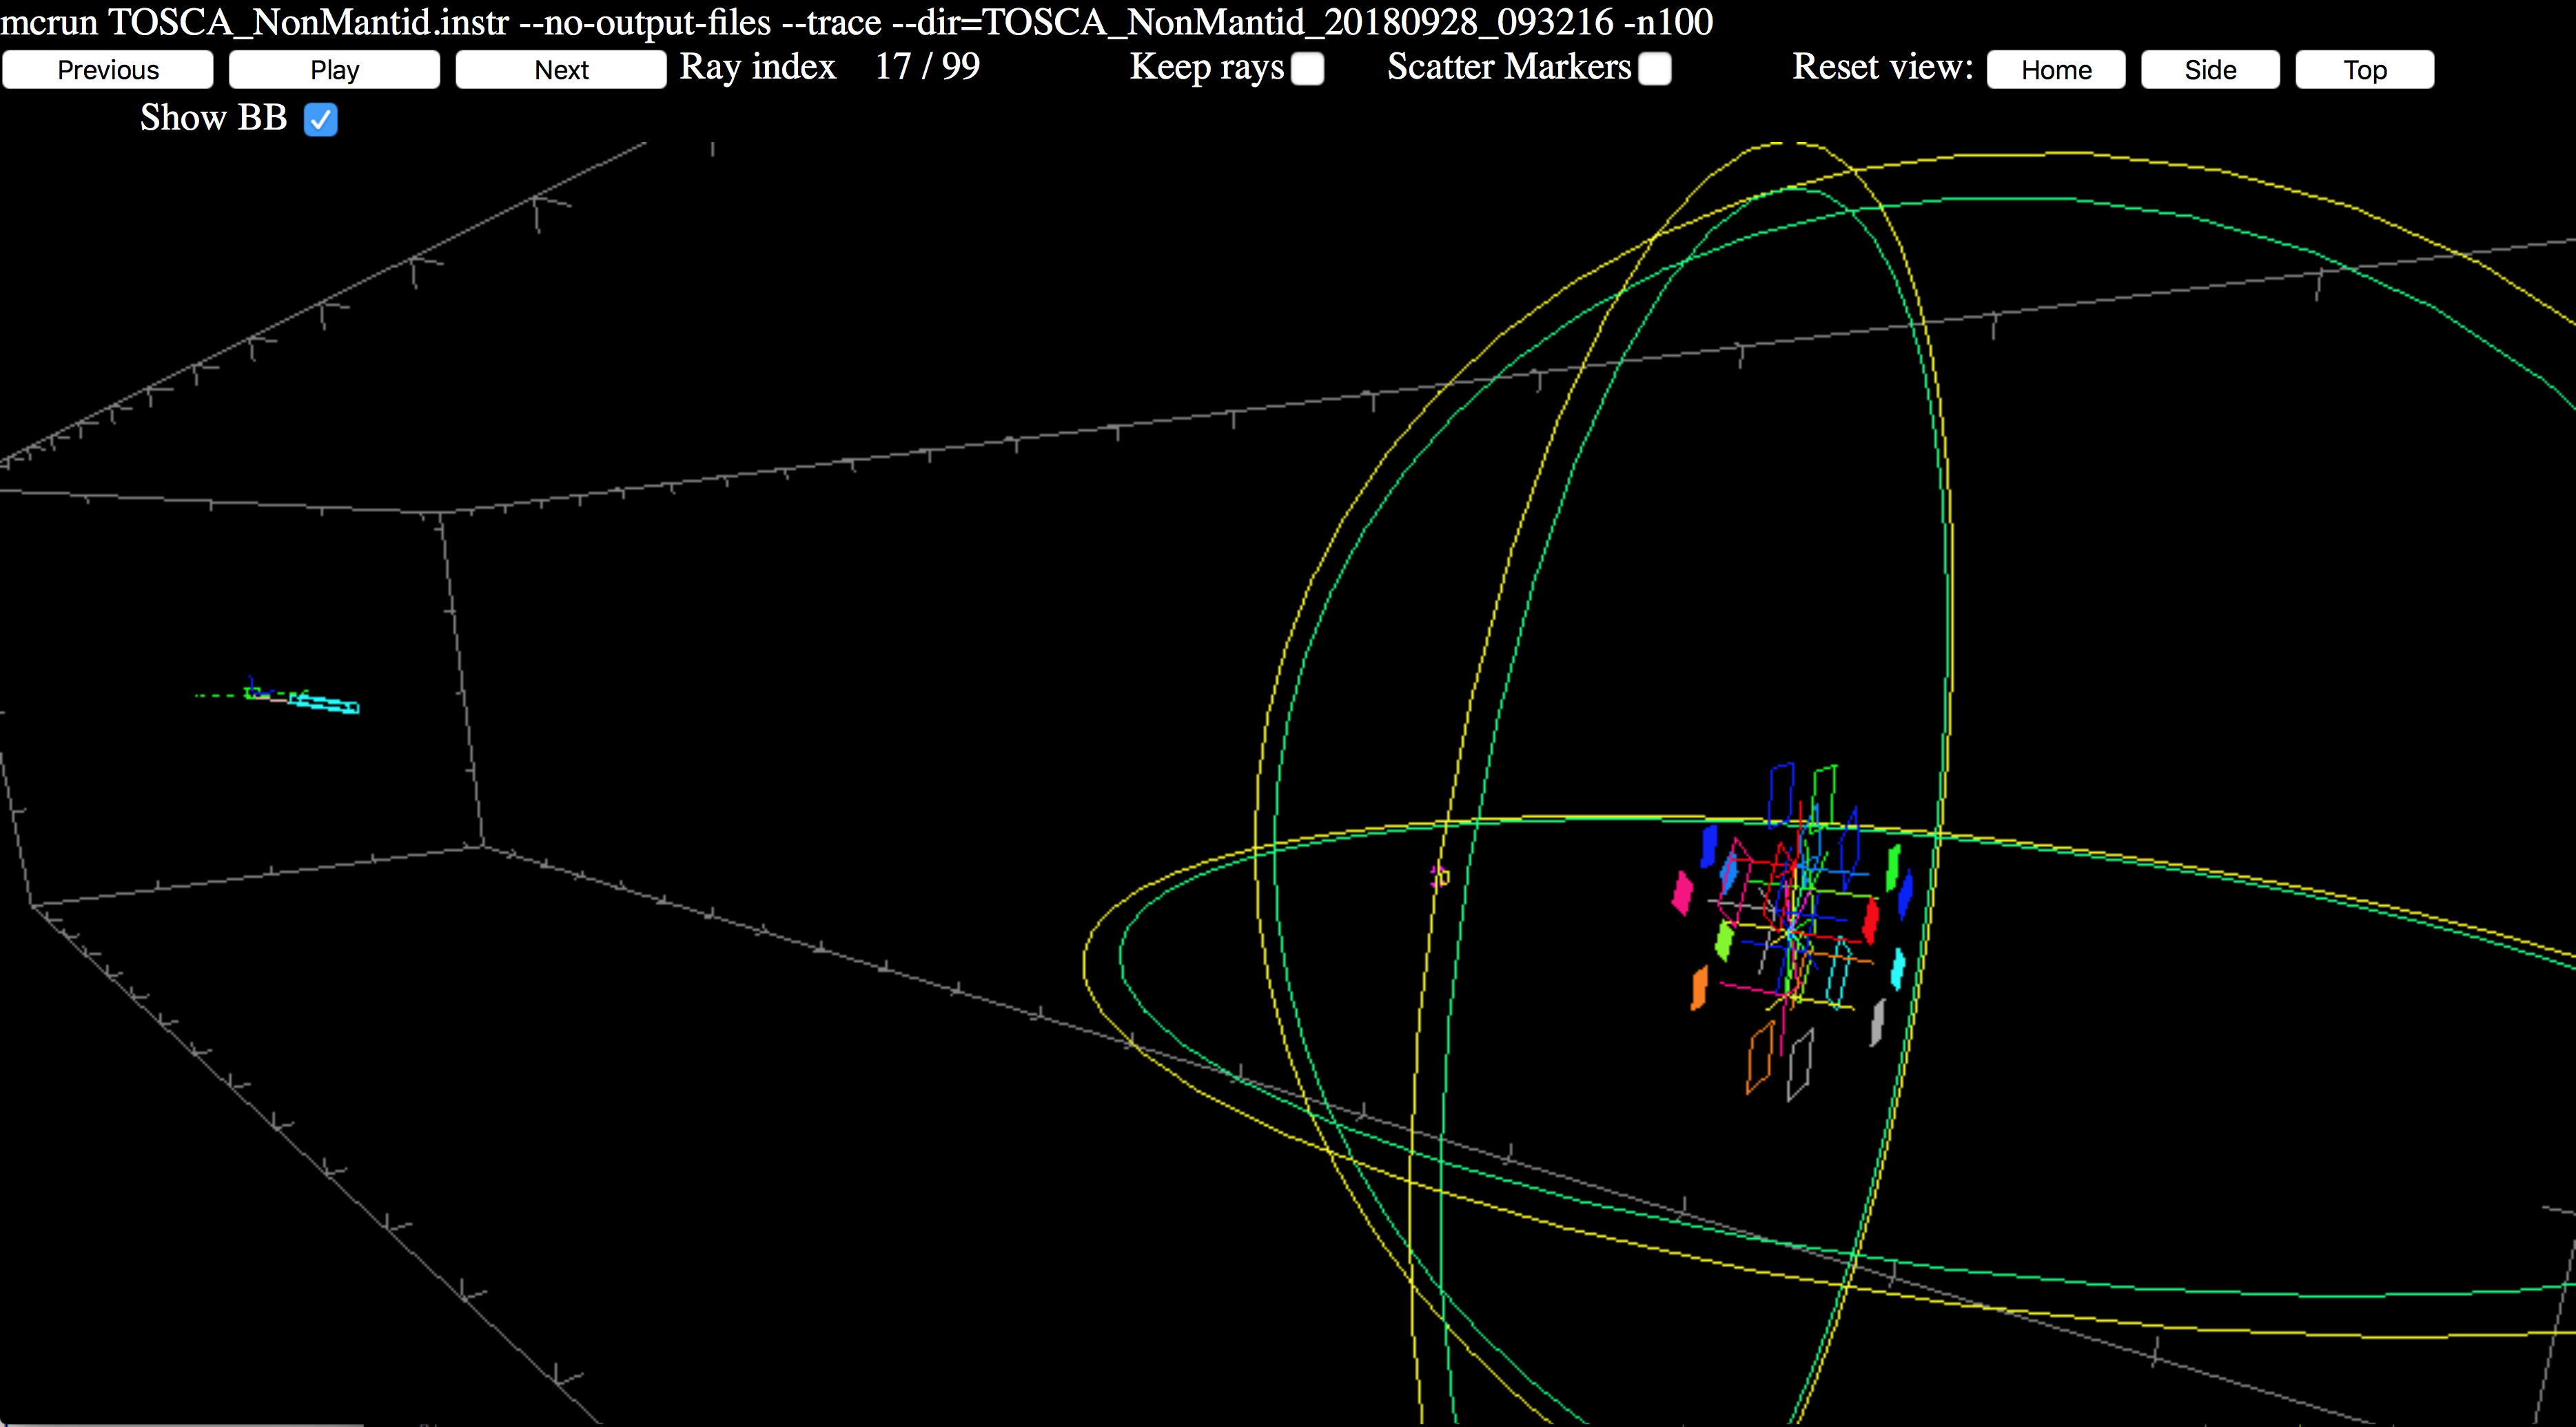 mcrun TOSCA_NonMantid.instr --no-output-files --trace --dir=TOSCA_NonMantid_20180928_093216 -n100
Previous Play Next Ray index 17 / 99 Keep rays Scatter Markers Reset view: Home Side Top
Show BB